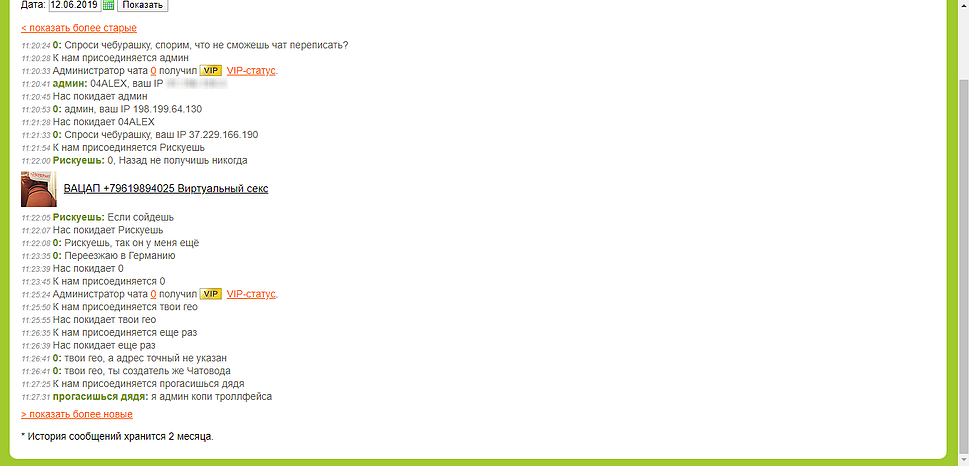 Дата: 12.06.2019 Показать
< показать более старые
11:20:24 0: Спроси чебурашку, спорим, что не сможешь чат переписать?
11:20:28 К нам присоединяется админ
11:20:33 Администратор чата 0 получил VIP VIP-статус.
11:20:41 админ: 04ALEX, ваш IP
11:20:45 Нас покидает админ
11:20:53 0: админ, ваш IP 198.199.64.130
11:21:28 Нас покидает 04ALEX
11:21:33 0: Спроси чебурашку, ваш IP 37.229.166.190
11:21:54 К нам присоединяется Рискуешь
11:22:00 Рискуешь: 0, Назад не получишь никогда
ВАЦАП +79619894025 Виртуальный секс
11:22:05 Рискуешь: Если сойдешь
11:22:07 Нас покидает Рискуешь
11:22:08 0: Рискуешь, так он у меня ещё
11:23:35 0: Переезжаю в Германию
11:23:39 Нас покидает 0
11:23:45 К нам присоединяется 0
11:25:24 Администратор чата 0 получил VIP VIP-статус.
11:25:50 К нам присоединяется твои гео
11:25:55 Нас покидает твои гео
11:26:35 К нам присоединяется еще раз
11:26:39 Нас покидает еще раз
11:26:41 0: твои гео, а адрес точный не указан
11:26:41 0: твои гео, ты создатель же Чатовода
11:27:25 К нам присоединяется прогасишься дядя
11:27:31 прогасишься дядя: я админ копи троллфейса
> показать более новые
* История сообщений хранится 2 месяца.